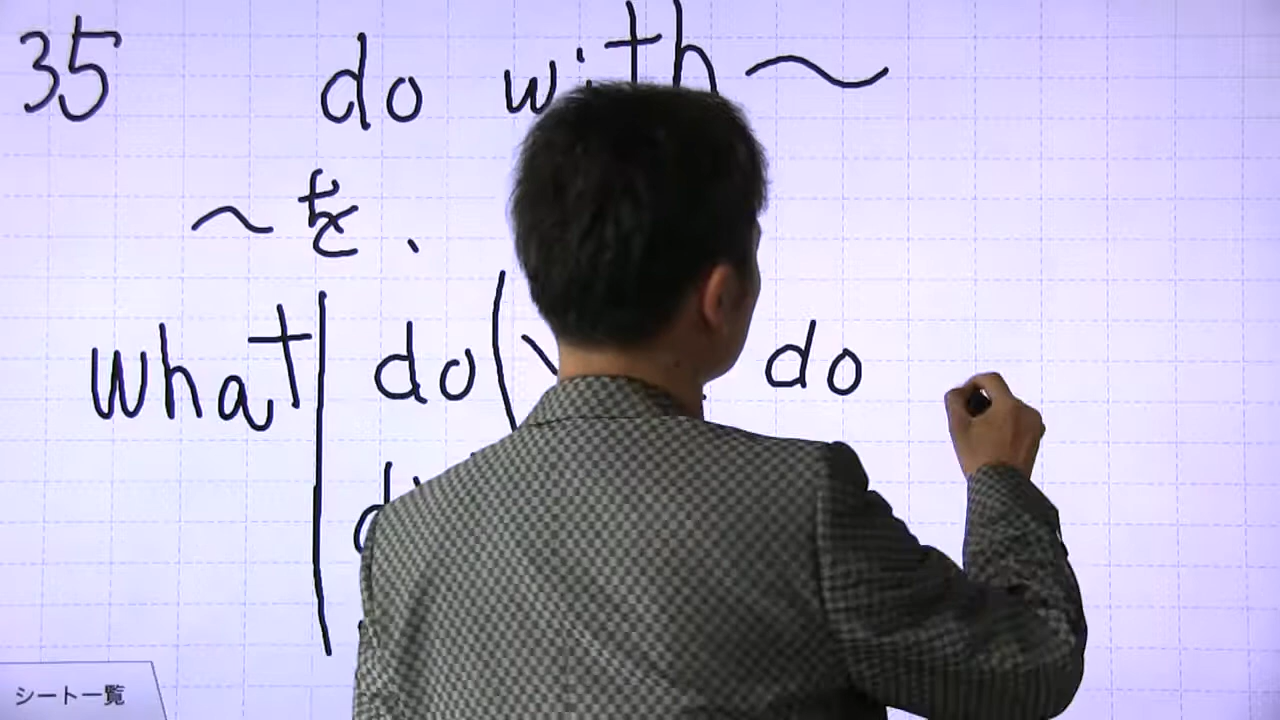 35 do with ～
～を、
what do do
シート一覧